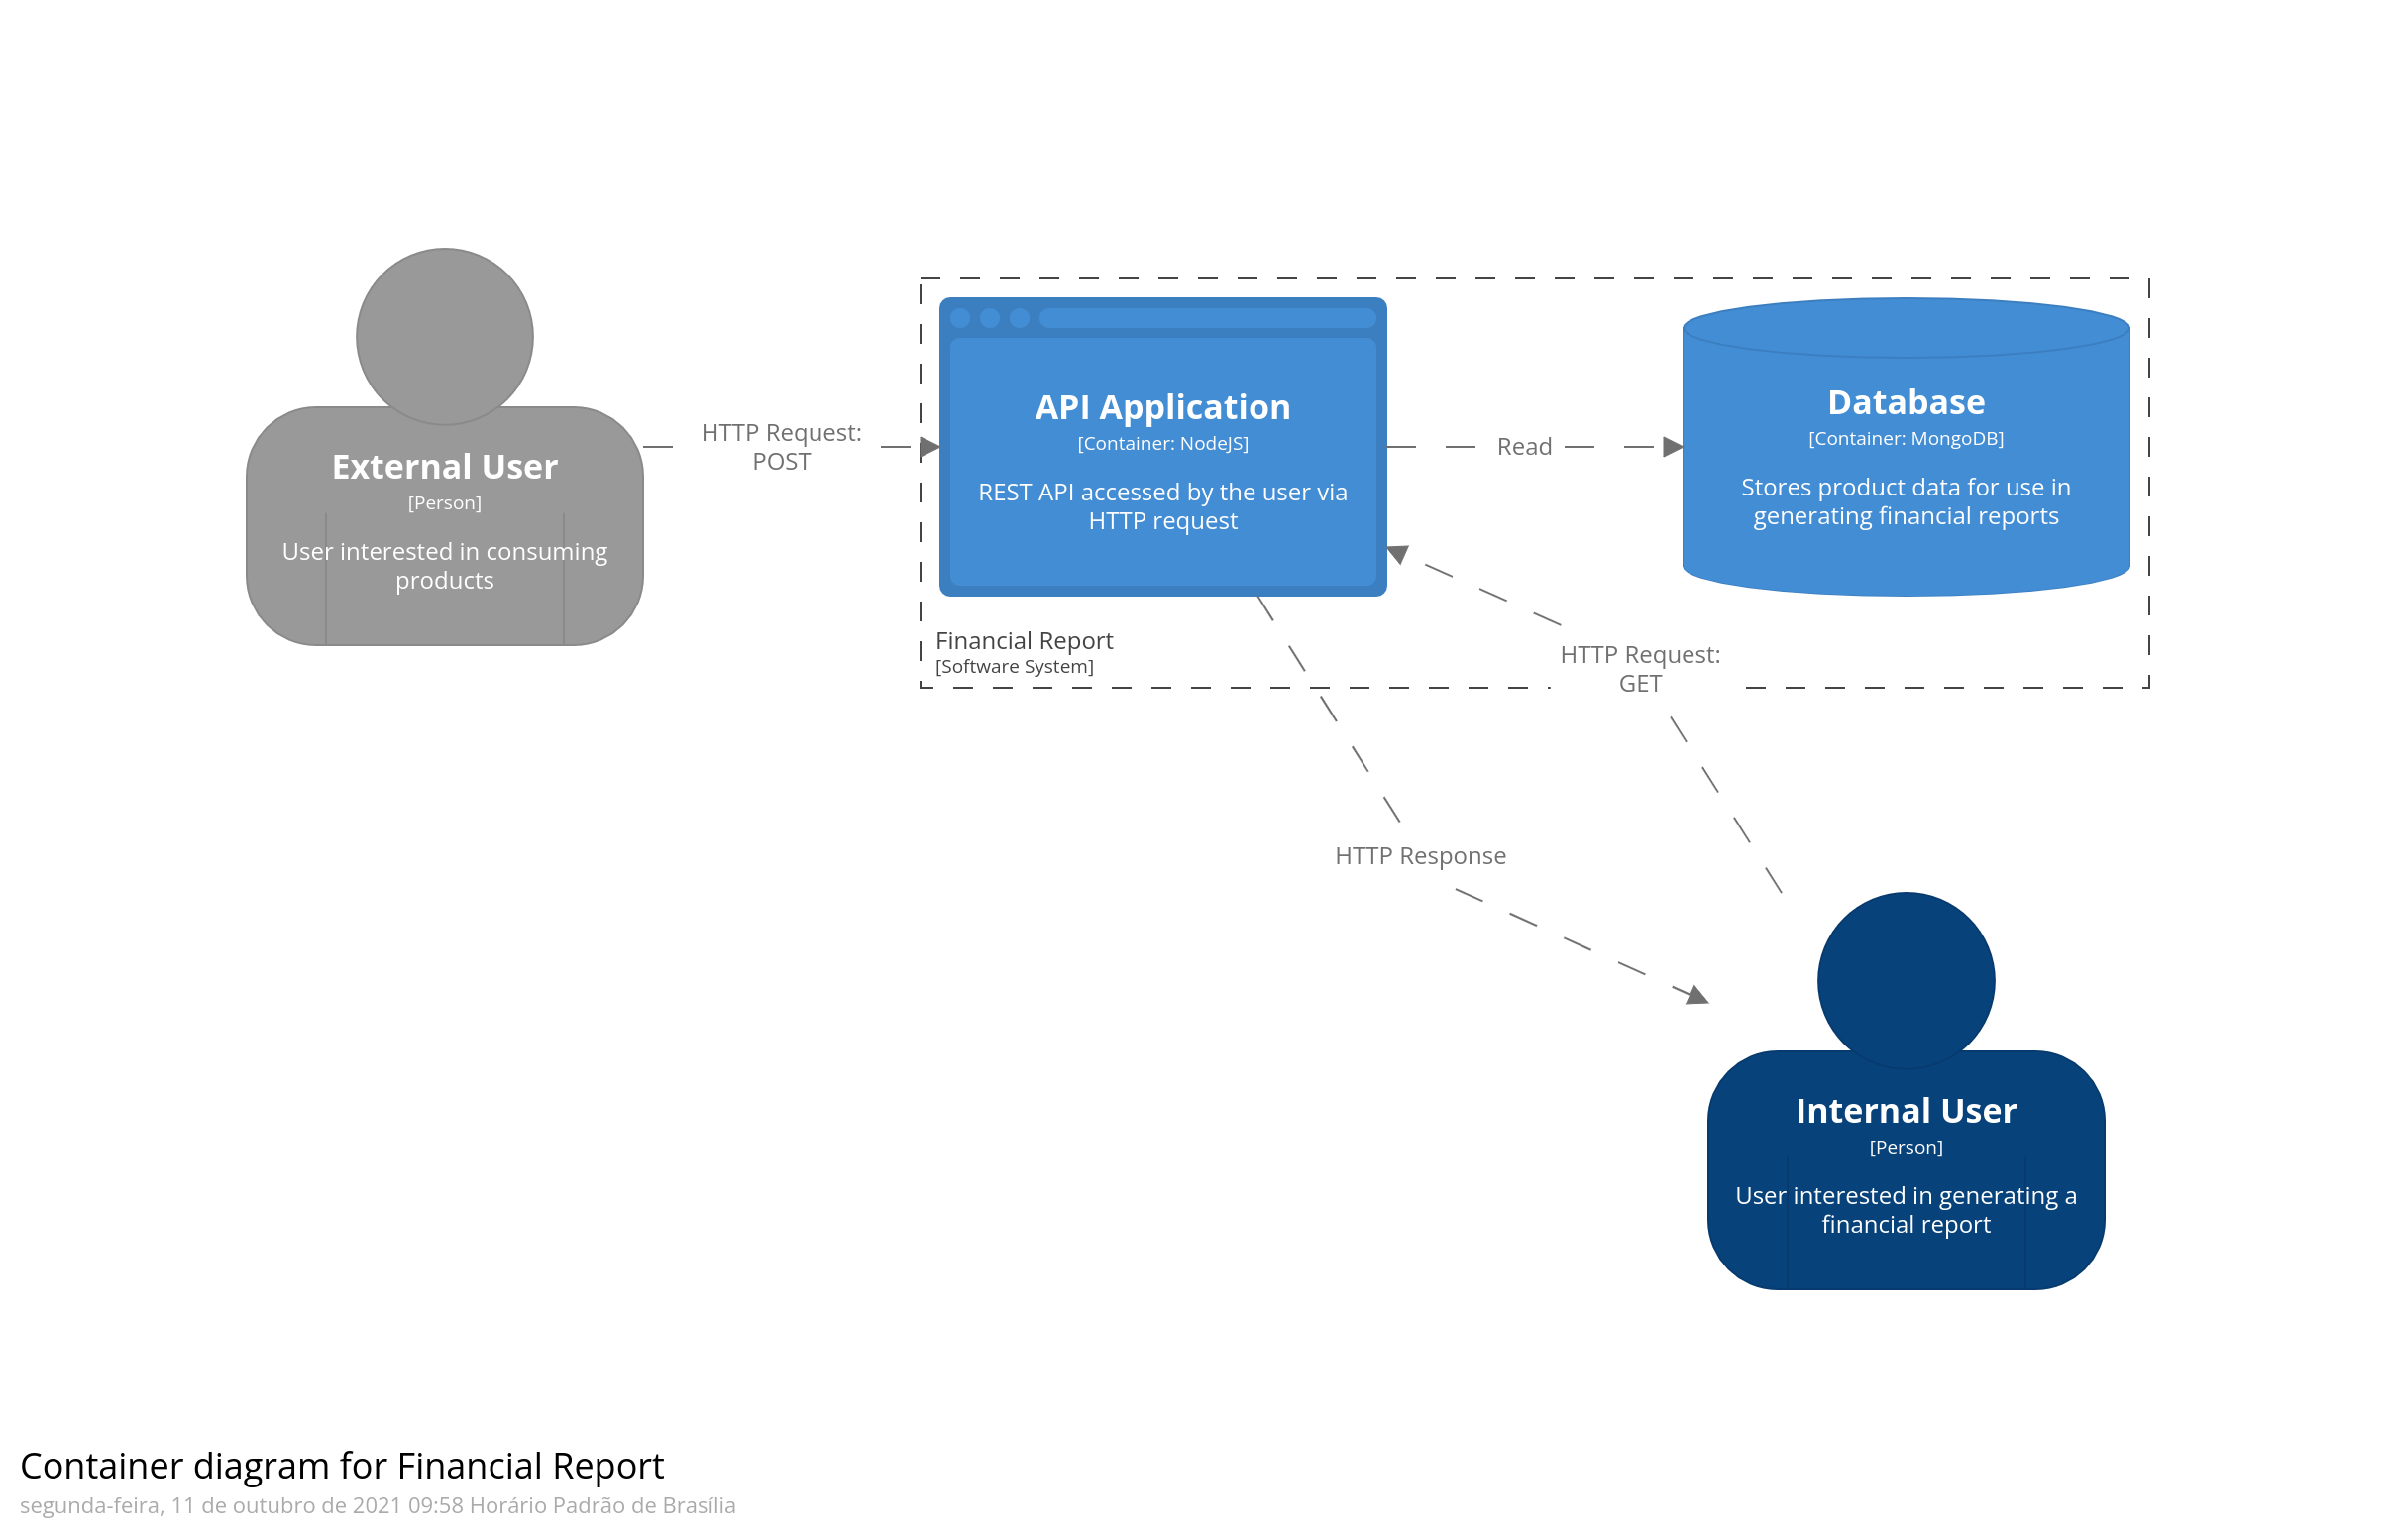 External User
[Person]
User interested in consuming
products
HTTP Request:
POST
API Application
[Container: NodeJS]
REST API accessed by the user via
HTTP request
Read
Database
[Container: MongoDB]
Stores product data for use in
generating financial reports
Financial Report
[Software System]
HTTP Request:
GET
HTTP Response
Internal User
[Person]
User interested in generating a
financial report
Container diagram for Financial Report
segunda-feira, 11 de outubro de 2021 09:58 Horário Padrão de Brasília